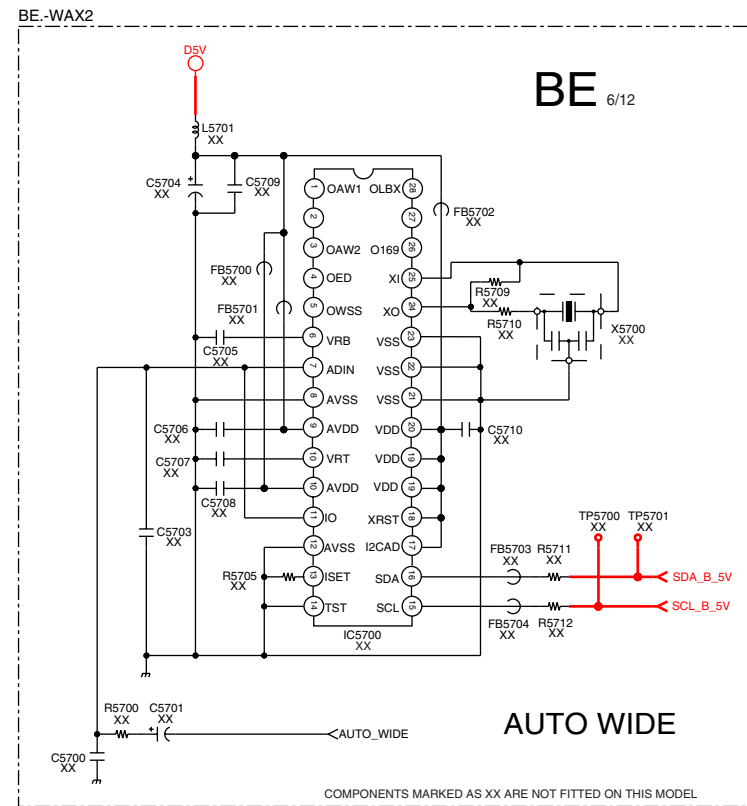 BE.-WAX2
D5V
BE 6/12
L5701
XX
C5704
XX
C5709
XX
1 OAW1 OLBX 28
2 27
3 OAW2 O169 26
4 OED XI 25
5 OWSS XO 24
6 VRB VSS 23
7 ADIN VSS 22
8 AVSS VSS 21
9 AVDD VDD 20
10 VRT VDD 19
10 AVDD VDD 19
11 IO XRST 18
12 AVSS I2CAD 17
13 ISET SDA 16
14 TST SCL 15
IC5700
XX
FB5702
XX
FB5700
XX
FB5701
XX
R5709
XX
R5710
XX
X5700
XX
C5705
XX
C5706
XX
C5707
XX
C5708
XX
C5710
XX
C5703
XX
R5705
XX
TP5700
XX
TP5701
XX
FB5703
XX
R5711
XX
SDA_B_5V
SCL_B_5V
FB5704
XX
R5712
XX
R5700
XX
C5701
XX
AUTO_WIDE
C5700
XX
AUTO WIDE
COMPONENTS MARKED AS XX ARE NOT FITTED ON THIS MODEL